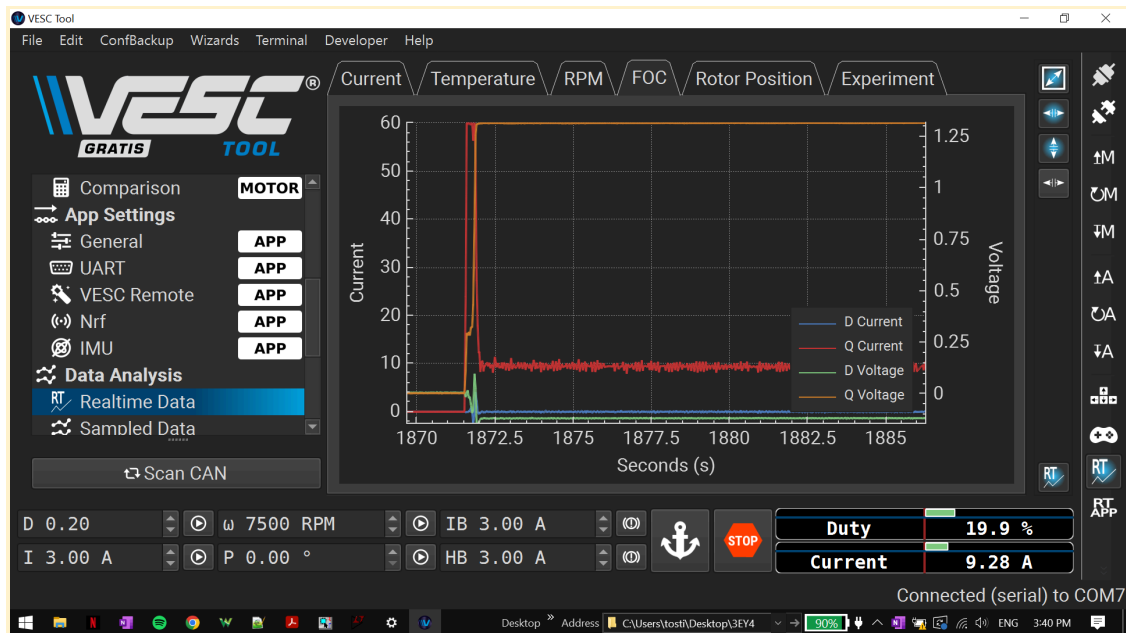 VESC Tool
File Edit ConfBackup Wizards Terminal Developer Help
VESC®
GRATIS TOOL
Comparison MOTOR
App Settings
General APP
UART APP
VESC Remote APP
Nrf APP
IMU APP
Data Analysis
RT Realtime Data
Sampled Data
Scan CAN
Current Temperature RPM FOC Rotor Position Experiment
60
50
40
30
20
10
0
Current
1.25
1
0.75
0.5
0.25
0
Voltage
D Current
Q Current
D Voltage
Q Voltage
1870 1872.5 1875 1877.5 1880 1882.5 1885
Seconds (s)
RT
M
M
M
A
A
A
RT
RT
APP
D 0.20 ω 7500 RPM IB 3.00 A
I 3.00 A P 0.00 ° HB 3.00 A
STOP
Duty 19.9 %
Current 9.28 A
Connected (serial) to COM7
Desktop » Address C:\Users\tosti\Desktop\3EY4 90% ENG 3:40 PM